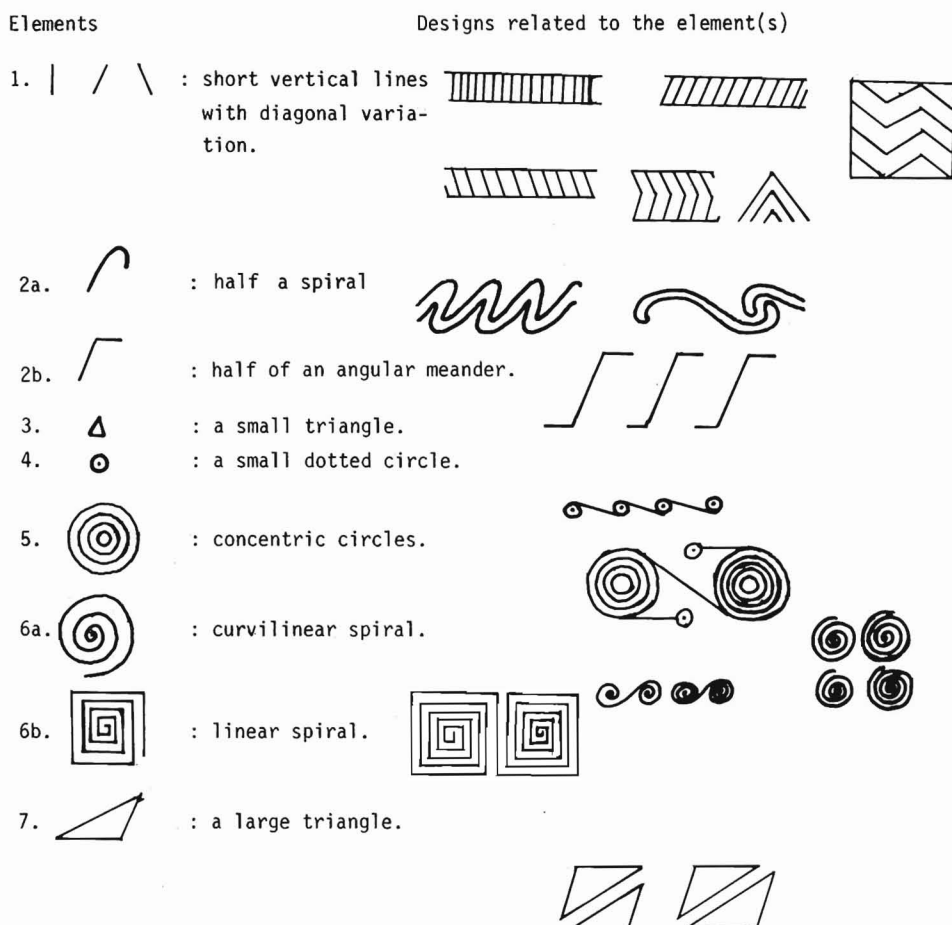 Elements Designs related to the element(s)
1. : short vertical lines
with diagonal varia-
tion.
2a. : half a spiral
2b. : half of an angular meander.
3. : a small triangle.
4. : a small dotted circle.
5. : concentric circles.
6a. : curvilinear spiral.
6b. : linear spiral.
7. : a large triangle.